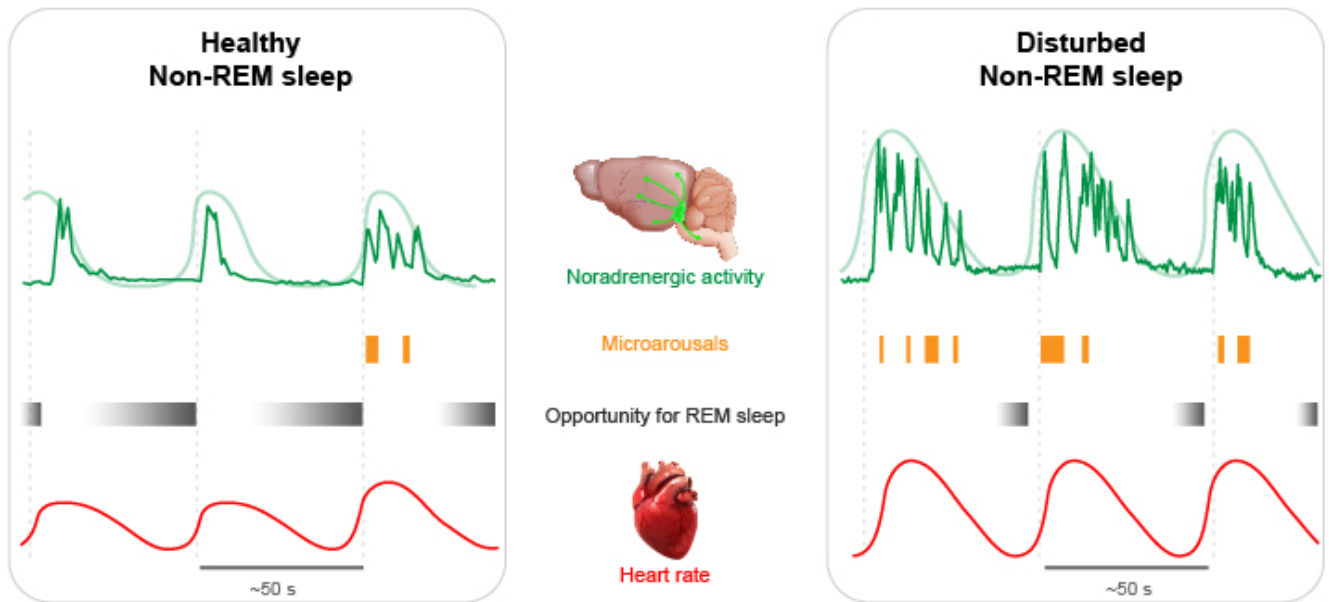 Healthy
Non-REM sleep
Disturbed
Non-REM sleep
Noradrenergic activity
Microarousals
Opportunity for REM sleep
Heart rate
~50 s
~50 s